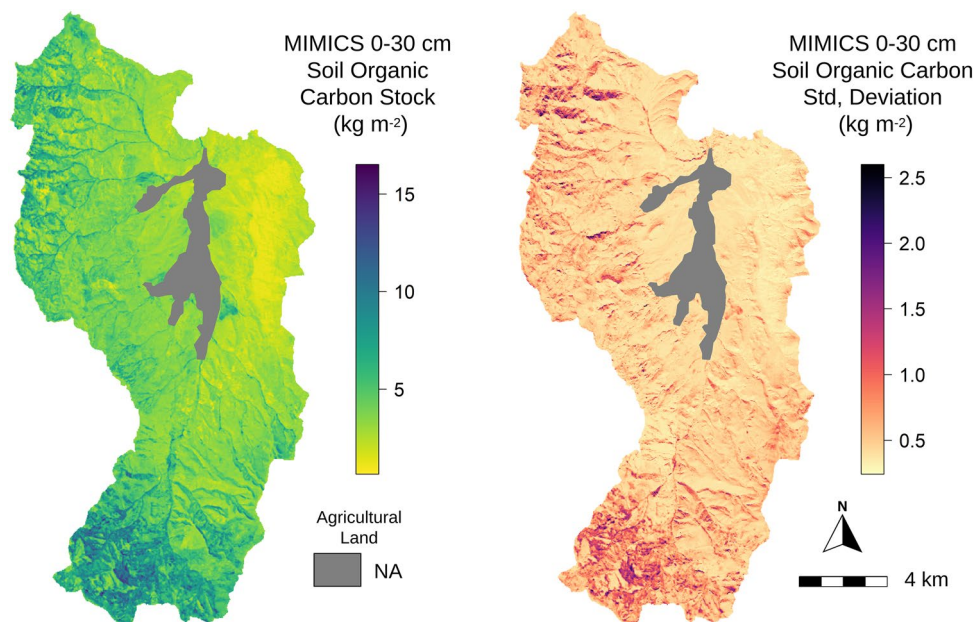 MIMICS 0-30 cm
Soil Organic
Carbon Stock
(kg m-2)
15
10
5
Agricultural
Land
NA
MIMICS 0-30 cm
Soil Organic Carbon
Std, Deviation
(kg m-2)
2.5
2.0
1.5
1.0
0.5
N
4 km